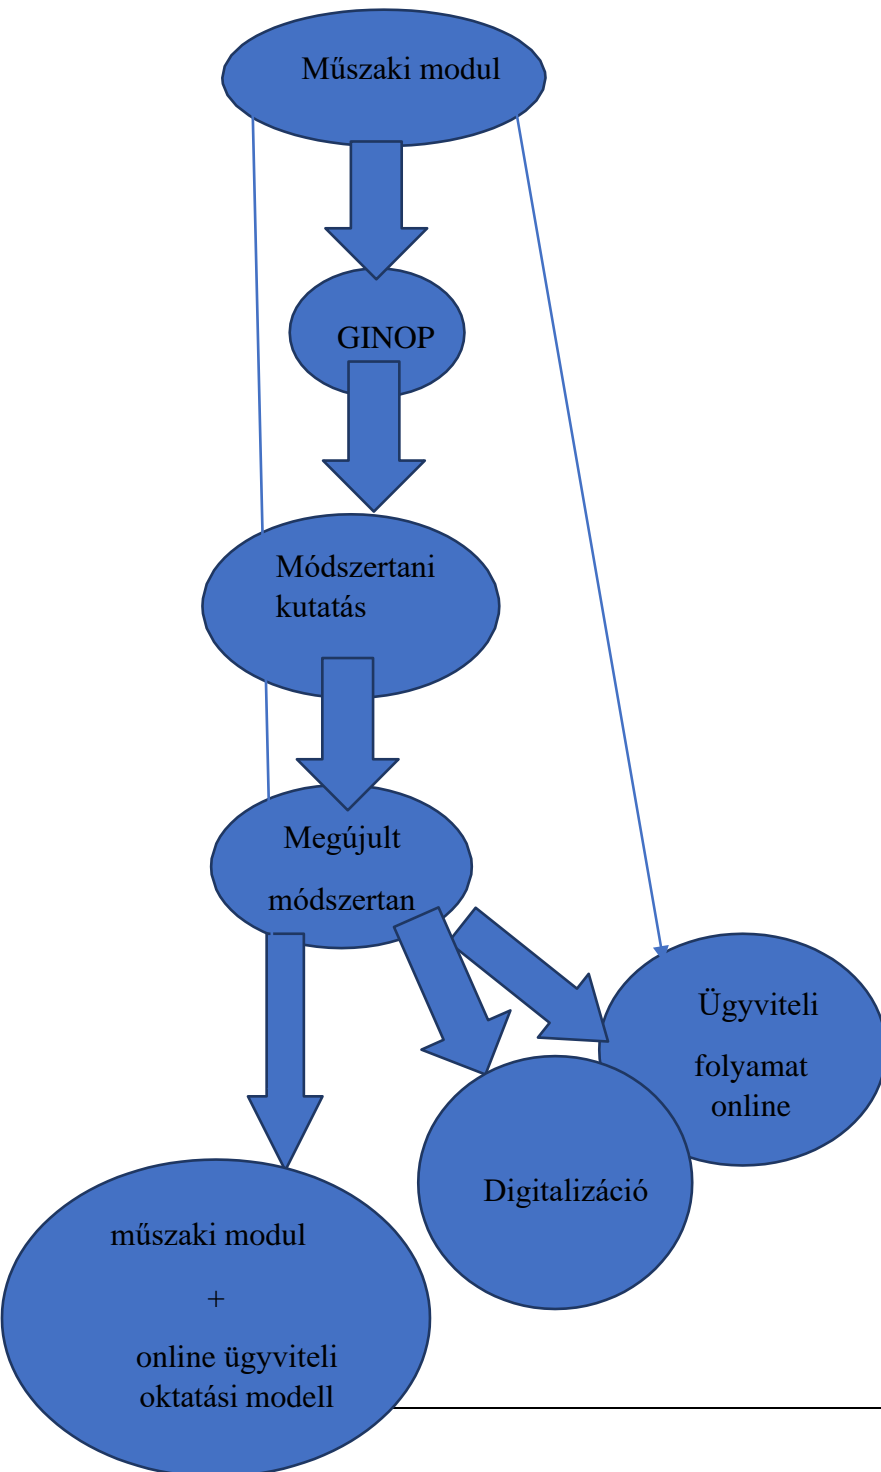 Műszaki modul
GINOP
Módszertani
kutatás
Megújult
módszertan
Ügyviteli
folyamat
online
Digitalizáció
műszaki modul
+
online ügyviteli
oktatási modell